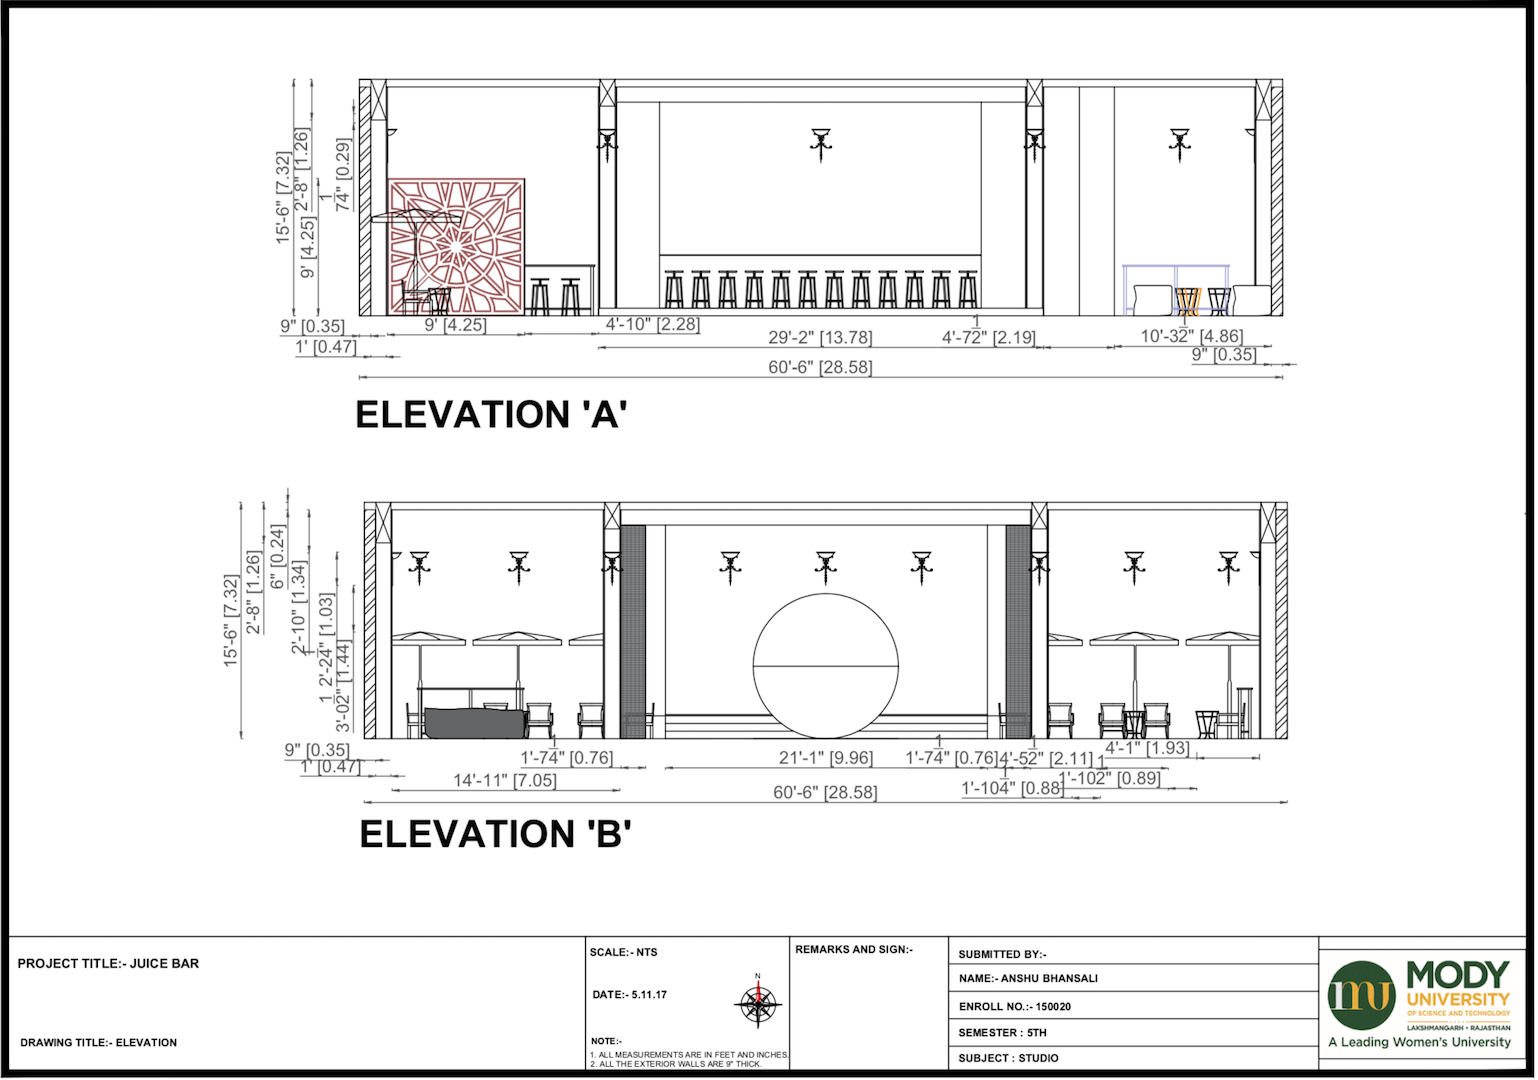 15'-6" [7.32]
2'-8" [1.26]
9' [4.25]
74" [0.29]
1
9" [0.35]
1' [0.47]
9' [4.25]
4'-10" [2.28]
29'-2" [13.78]
1
4'-72" [2.19]
1
10'-32" [4.86]
9" [0.35]
60'-6" [28.58]
ELEVATION 'A'
15'-6" [7.32]
2'-8" [1.26]
6" [0.24]
2'-10" [1.34]
1
2'-24" [1.03]
1
3'-02" [1.44]
9" [0.35]
1' [0.47]
14'-11" [7.05]
1
1'-74" [0.76]
21'-1" [9.96]
1
1'-74" [0.76]
1
4'-52" [2.11]
4'-1" [1.93]
1
1'-102" [0.89]
1
1'-104" [0.88]
60'-6" [28.58]
ELEVATION 'B'
PROJECT TITLE:- JUICE BAR
DRAWING TITLE:- ELEVATION
SCALE:- NTS
DATE:- 5.11.17
N
NOTE:-
1. ALL MEASUREMENTS ARE IN FEET AND INCHES.
2. ALL THE EXTERIOR WALLS ARE 9" THICK.
REMARKS AND SIGN:-
SUBMITTED BY:-
NAME:- ANSHU BHANSALI
ENROLL NO.:- 150020
SEMESTER : 5TH
SUBJECT : STUDIO
mu
MODY
UNIVERSITY
OF SCIENCE AND TECHNOLOGY
LAKSHMANGARH • RAJASTHAN
A Leading Women's University